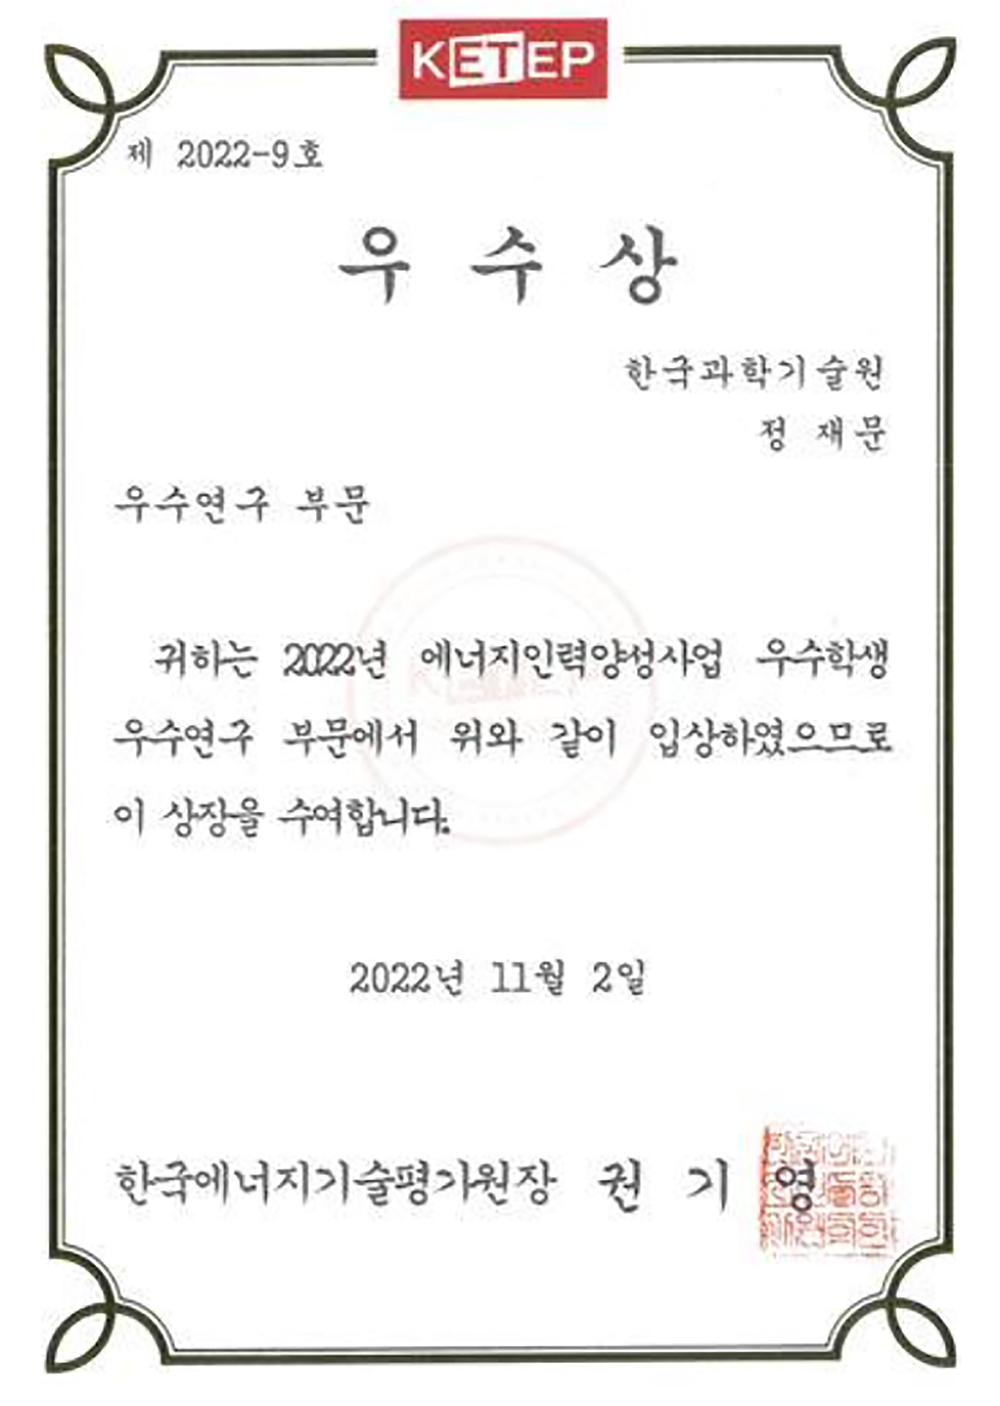 KETEP
제 2022-9호
우 수 상
한국과학기술원
정 재문
우수연구 부문
귀하는 2022년 에너지인력양성사업 우수학생
우수연구 부문에서 위와 같이 입상하였으므로
이 상장을 수여합니다.
2022년 11월 2일
한국에너지기술평가원장 권 기 영